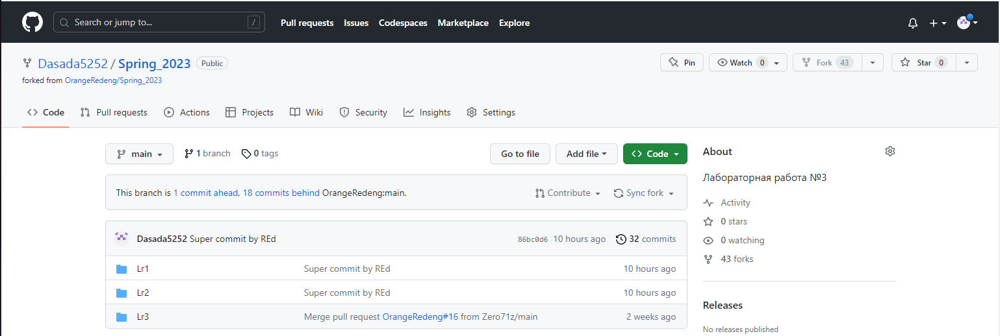 Search or jump to... / Pull requests Issues Codespaces Marketplace Explore
Dasada5252 / Spring_2023 Public Pin Watch 0 Fork 43 Star 0
forked from OrangeRedeng/Spring_2023
Code Pull requests Actions Projects Wiki Security Insights Settings
main 1 branch 0 tags Go to file Add file Code
About
This branch is 1 commit ahead, 18 commits behind OrangeRedeng:main. Contribute Sync fork
Лабораторная работа №3
Activity
0 stars
0 watching
43 forks
Dasada5252 Super commit by REd 86bc0d6 10 hours ago 32 commits
Lr1 Super commit by REd 10 hours ago
Lr2 Super commit by REd 10 hours ago
Lr3 Merge pull request OrangeRedeng#16 from Zero71z/main 2 weeks ago
Releases
No releases published